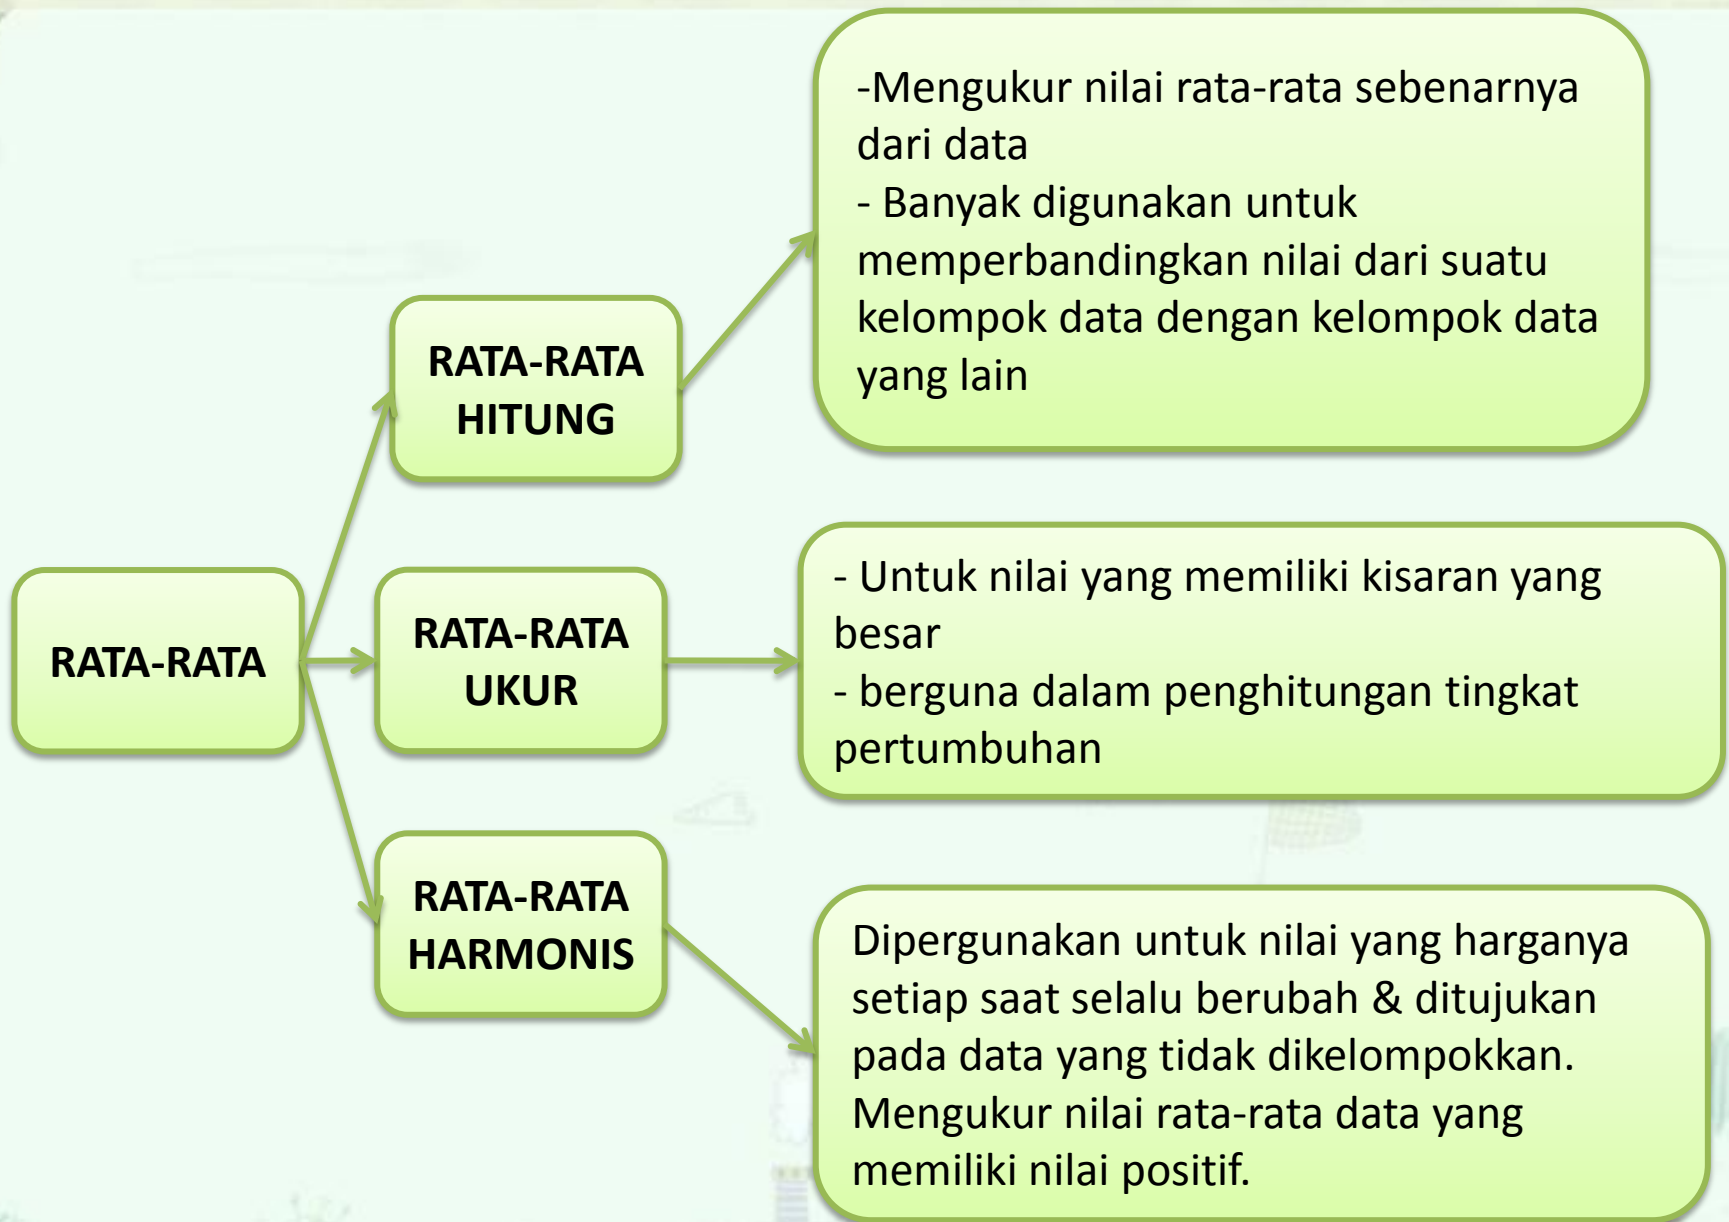 RATA-RATA
RATA-RATA
HITUNG
-Mengukur nilai rata-rata sebenarnya
dari data
- Banyak digunakan untuk
memperbandingkan nilai dari suatu
kelompok data dengan kelompok data
yang lain
RATA-RATA
UKUR
- Untuk nilai yang memiliki kisaran yang
besar
- berguna dalam penghitungan tingkat
pertumbuhan
RATA-RATA
HARMONIS
Dipergunakan untuk nilai yang harganya
setiap saat selalu berubah & ditujukan
pada data yang tidak dikelompokkan.
Mengukur nilai rata-rata data yang
memiliki nilai positif.